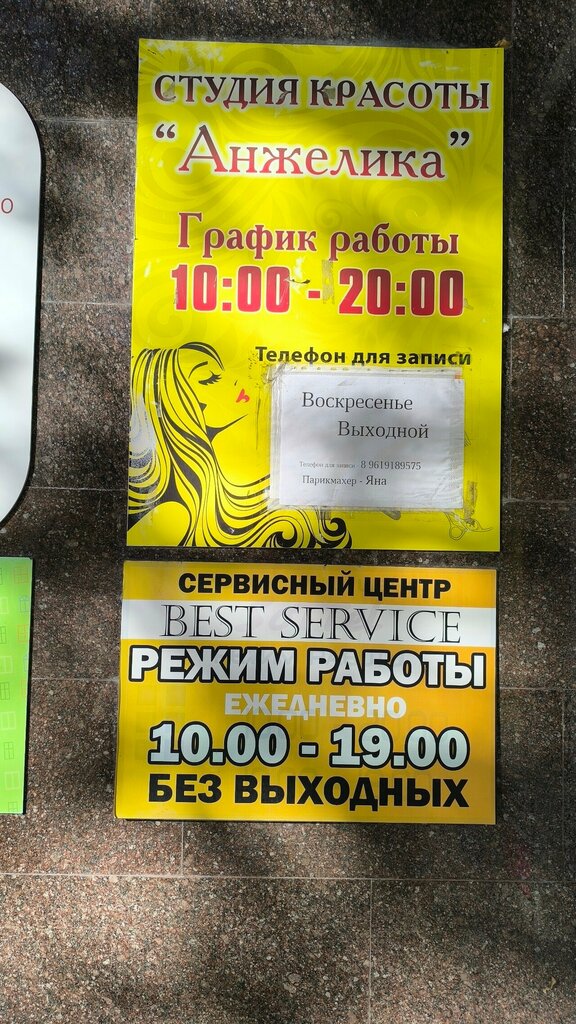 О
СТУДИЯ КРАСОТЫ
“Анжелика”
График работы
10:00 - 20:00
Телефон для записи
Воскресенье
Выходной
Телефон для записи - 8 9619189575
Парикмахер - Яна
СЕРВИСНЫЙ ЦЕНТР
BEST SERVICE
РЕЖИМ РАБОТЫ
ЕЖЕДНЕВНО
10.00 - 19.00
БЕЗ ВЫХОДНЫХ